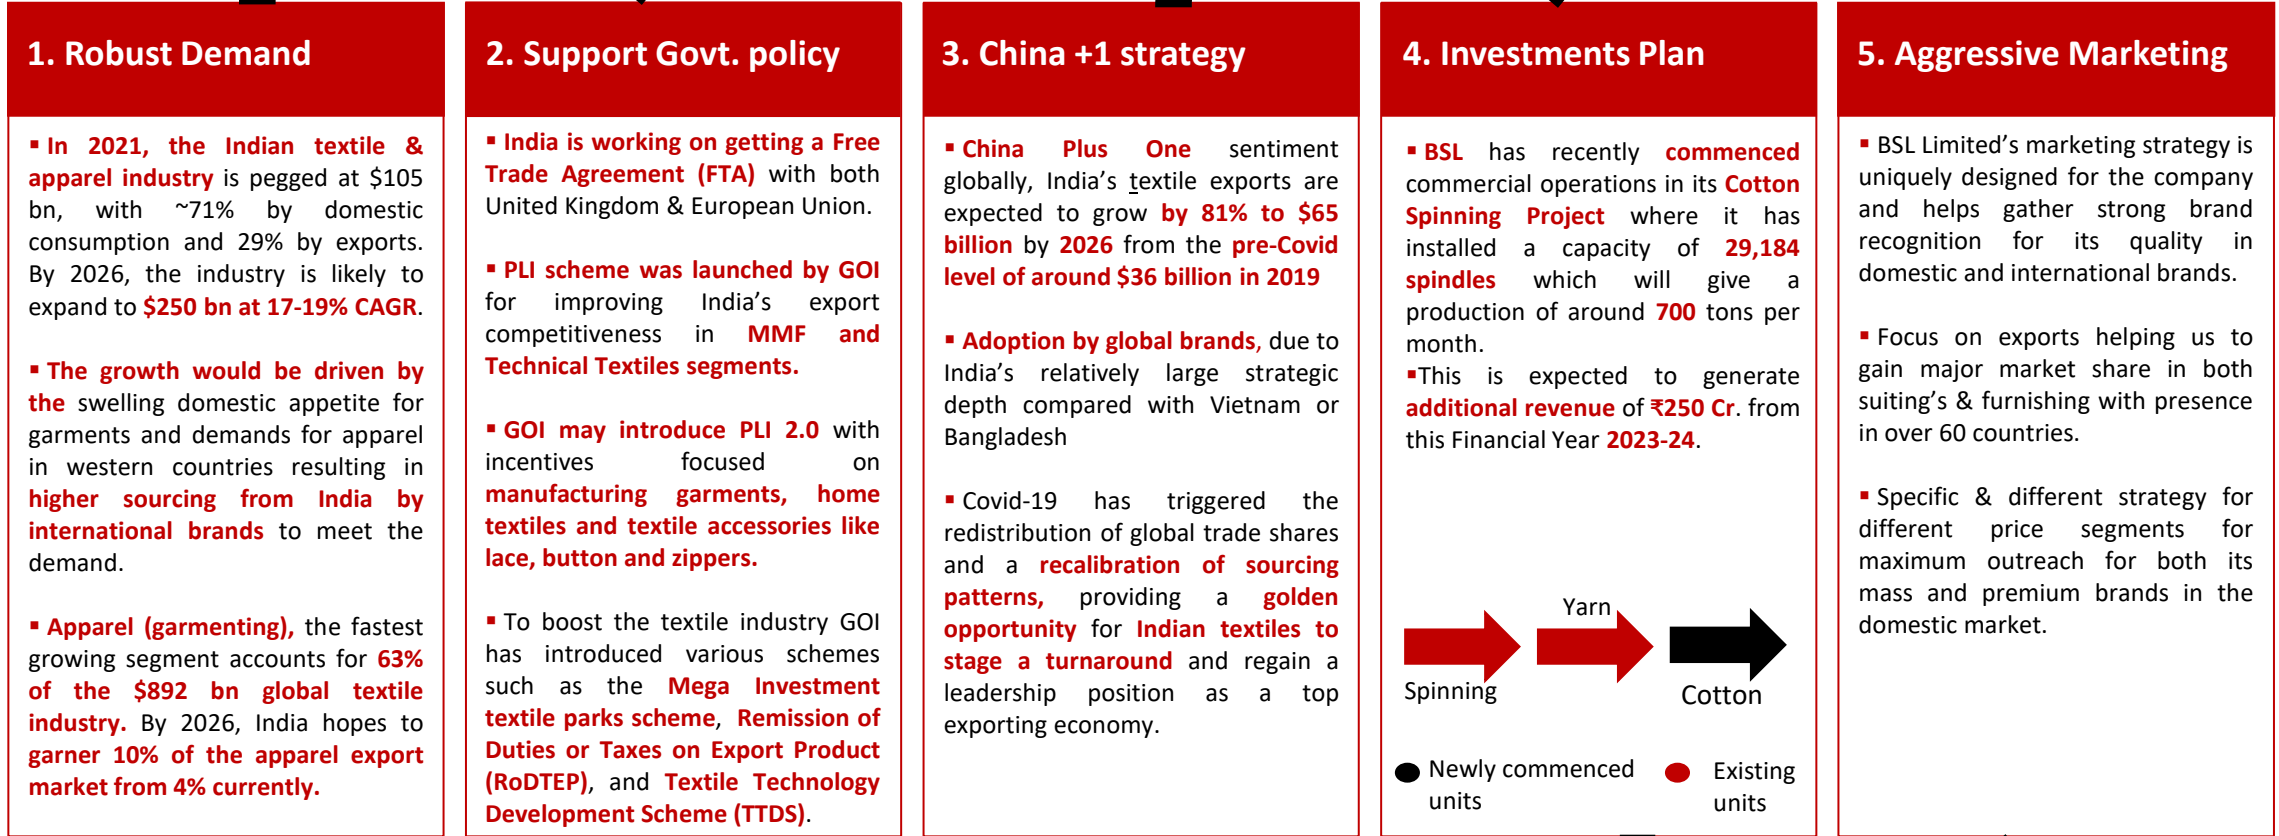 1. Robust Demand
▪ In 2021, the Indian textile &
apparel industry is pegged at $105
bn, with ~71% by domestic
consumption and 29% by exports.
By 2026, the industry is likely to
expand to $250 bn at 17-19% CAGR.
▪ The growth would be driven by
the swelling domestic appetite for
garments and demands for apparel
in western countries resulting in
higher sourcing from India by
international brands to meet the
demand.
▪ Apparel (garmenting), the fastest
growing segment accounts for 63%
of the $892 bn global textile
industry. By 2026, India hopes to
garner 10% of the apparel export
market from 4% currently.
2. Support Govt. policy
▪ India is working on getting a Free
Trade Agreement (FTA) with both
United Kingdom & European Union.
▪ PLI scheme was launched by GOI
for improving India's export
competitiveness in MMF and
Technical Textiles segments.
▪ GOI may introduce PLI 2.0 with
incentives focused on
manufacturing garments, home
textiles and textile accessories like
lace, button and zippers.
▪ To boost the textile industry GOI
has introduced various schemes
such as the Mega Investment
textile parks scheme, Remission of
Duties or Taxes on Export Product
(RoDTEP), and Textile Technology
Development Scheme (TTDS).
3. China +1 strategy
▪ China Plus One sentiment
globally, India's textile exports are
expected to grow by 81% to $65
billion by 2026 from the pre-Covid
level of around $36 billion in 2019
▪ Adoption by global brands, due to
India's relatively large strategic
depth compared with Vietnam or
Bangladesh
▪ Covid-19 has triggered the
redistribution of global trade shares
and a recalibration of sourcing
patterns, providing a golden
opportunity for Indian textiles to
stage a turnaround and regain a
leadership position as a top
exporting economy.
4. Investments Plan
▪ BSL has recently commenced
commercial operations in its Cotton
Spinning Project where it has
installed a capacity of 29,184
spindles which will give a
production of around 700 tons per
month.
▪This is expected to generate
additional revenue of ₹250 Cr. from
this Financial Year 2023-24.
Yarn
Spinning
Cotton
Newly commenced
units
Existing
units
5. Aggressive Marketing
▪ BSL Limited's marketing strategy is
uniquely designed for the company
and helps gather strong brand
recognition for its quality in
domestic and international brands.
▪ Focus on exports helping us to
gain major market share in both
suiting's & furnishing with presence
in over 60 countries.
▪ Specific & different strategy for
different price segments for
maximum outreach for both its
mass and premium brands in the
domestic market.